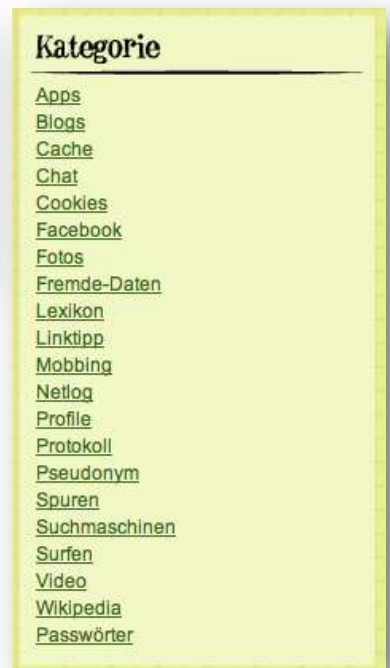 Kategorie
Apps
Blogs
Cache
Chat
Cookies
Facebook
Fotos
Fremde-Daten
Lexikon
Linktipp
Mobbing
Netlog
Profile
Protokoll
Pseudonym
Spuren
Suchmaschinen
Surfen
Video
Wikipedia
Passwörter